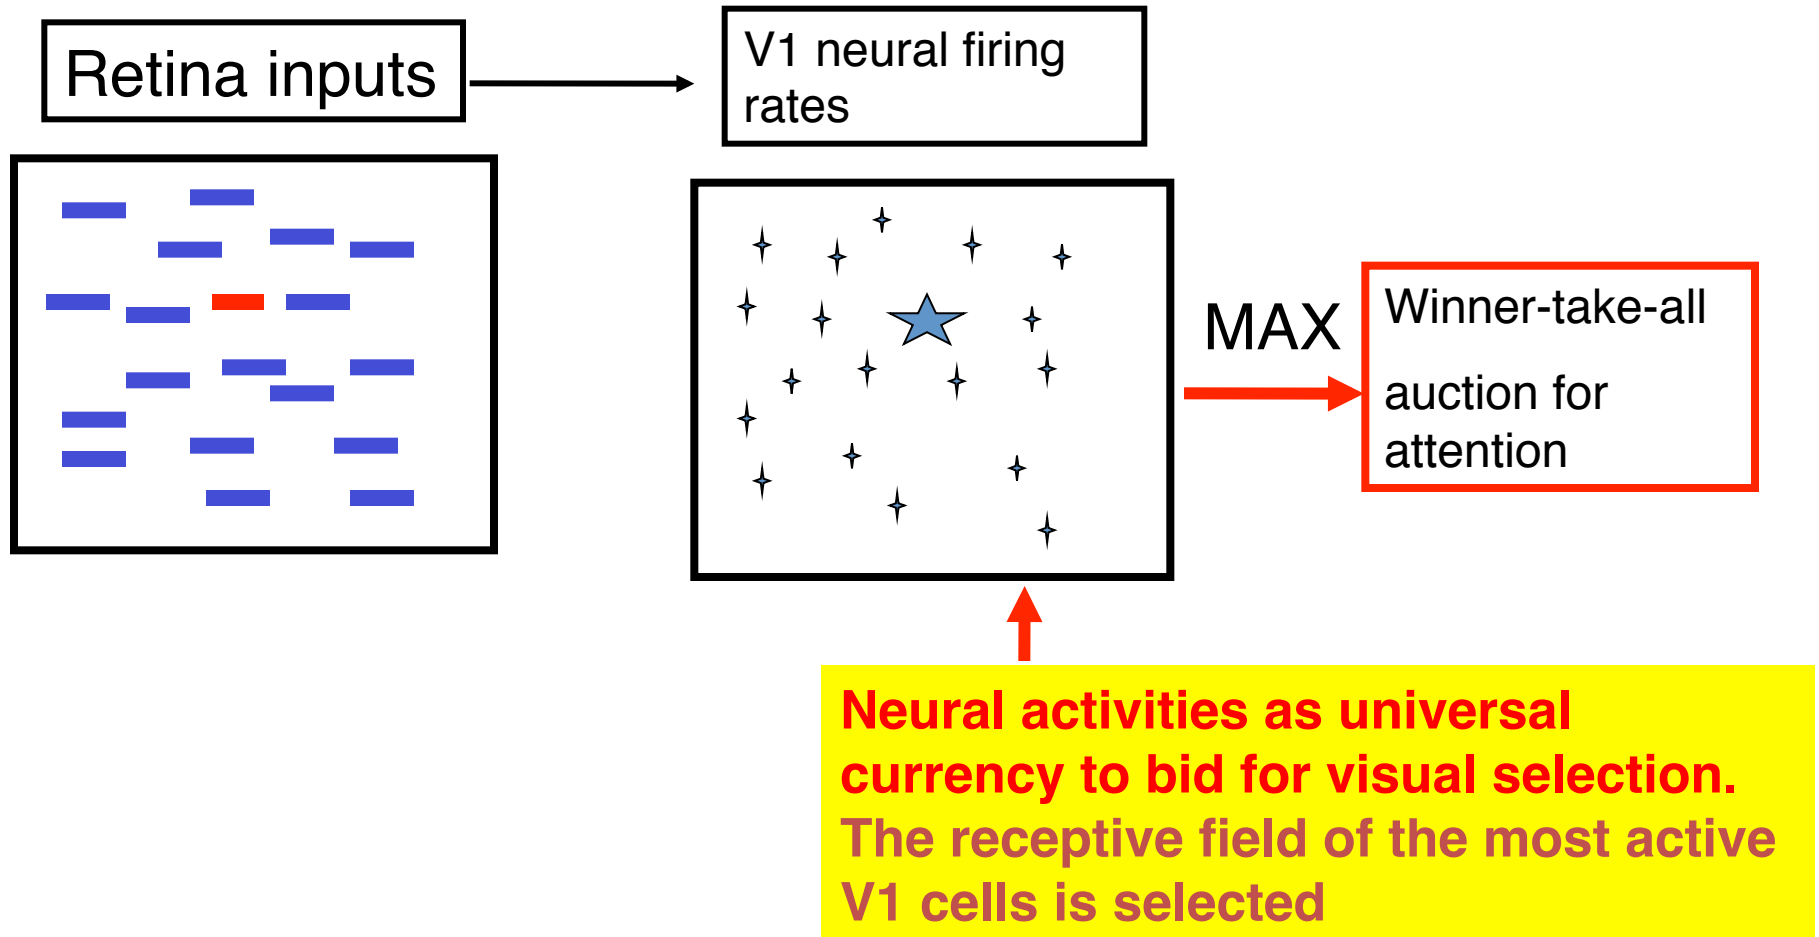 Retina inputs
V1 neural firing
rates
MAX
Winner-take-all
auction for
attention
Neural activities as universal
currency to bid for visual selection.
The receptive field of the most active
V1 cells is selected